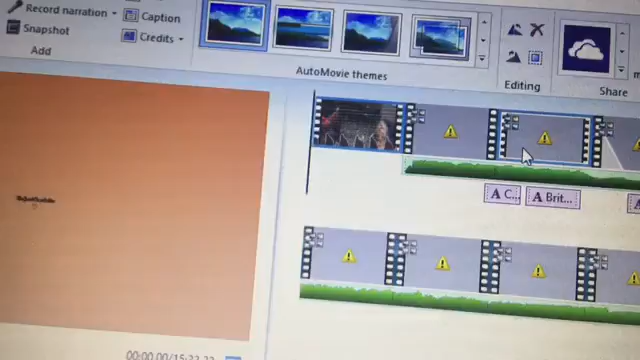 Record narration
Caption
Snapshot
Credits
Add
AutoMovie themes
Editing
Share
A C...
A Brit...
A